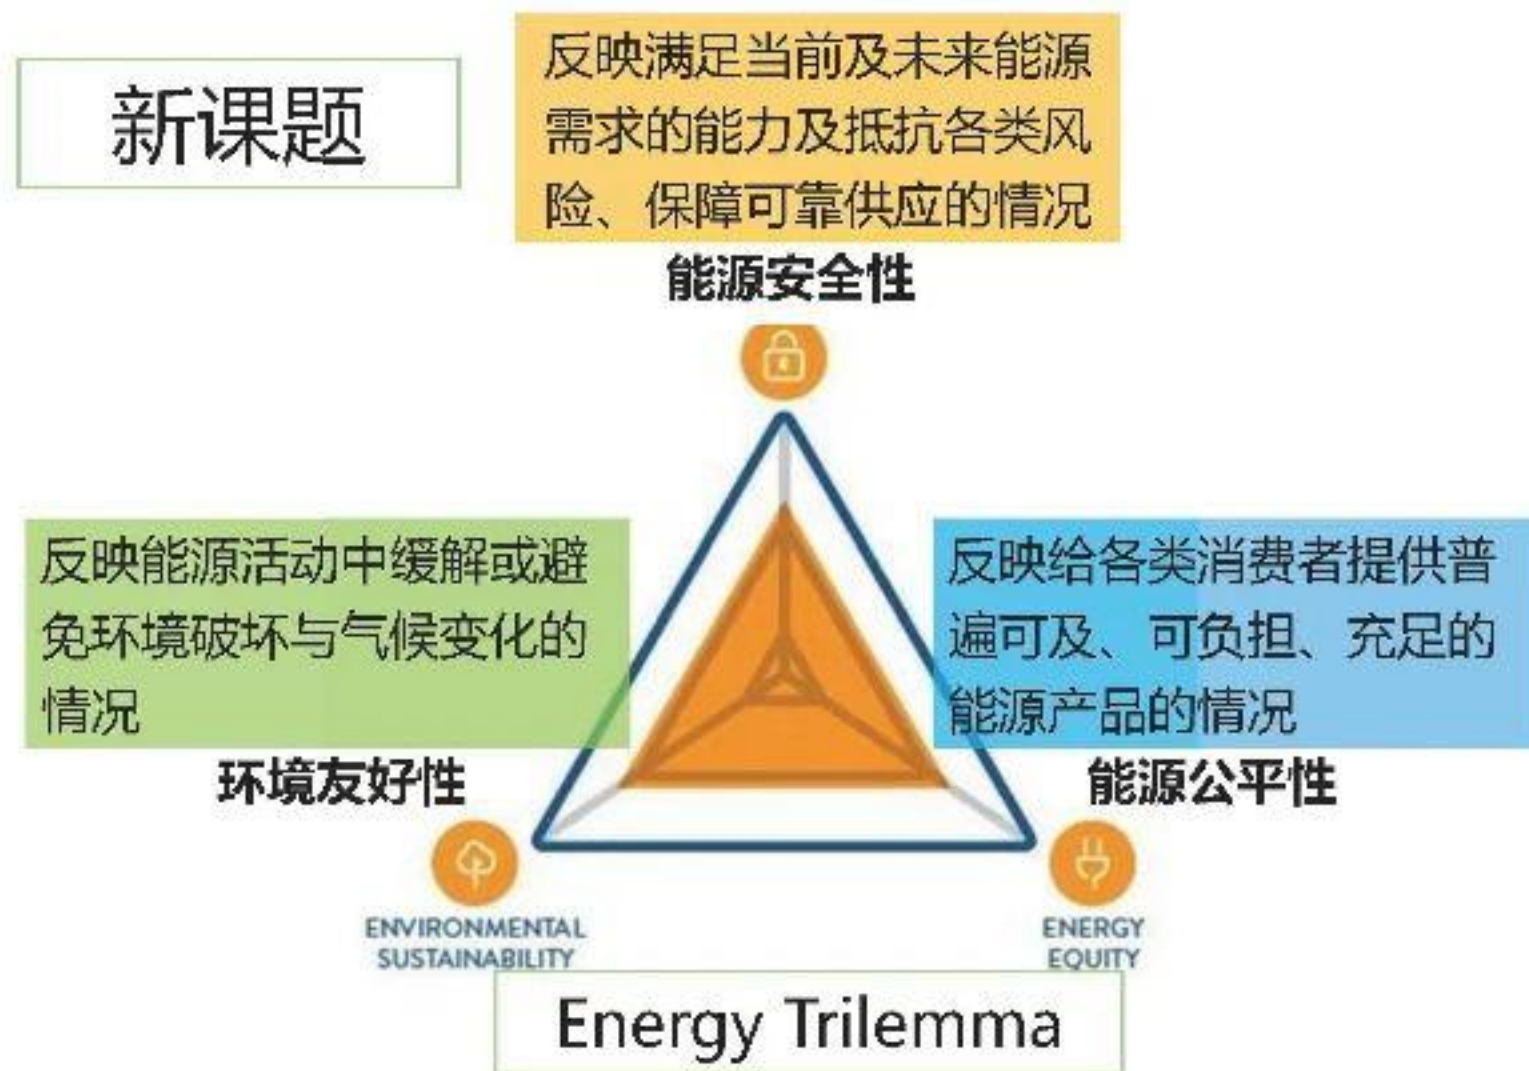 新课题
反映满足当前及未来能源
需求的能力及抵抗各类风
险、保障可靠供应的情况
能源安全性
反映能源活动中缓解或避
免环境破坏与气候变化的
情况
环境友好性
反映给各类消费者提供普
遍可及、可负担、充足的
能源产品的情况
能源公平性
ENVIRONMENTAL
SUSTAINABILITY
ENERGY
EQUITY
Energy Trilemma